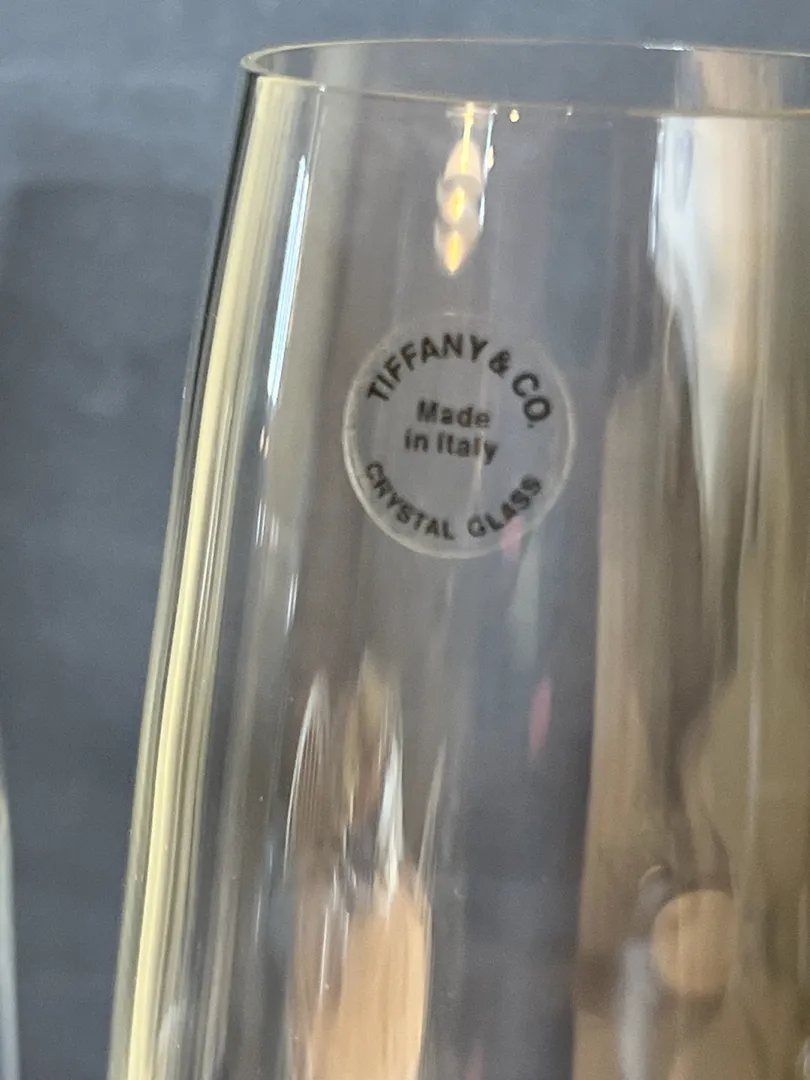 TIFFANY & CO.
Made
in Italy
CRYSTAL GLASS